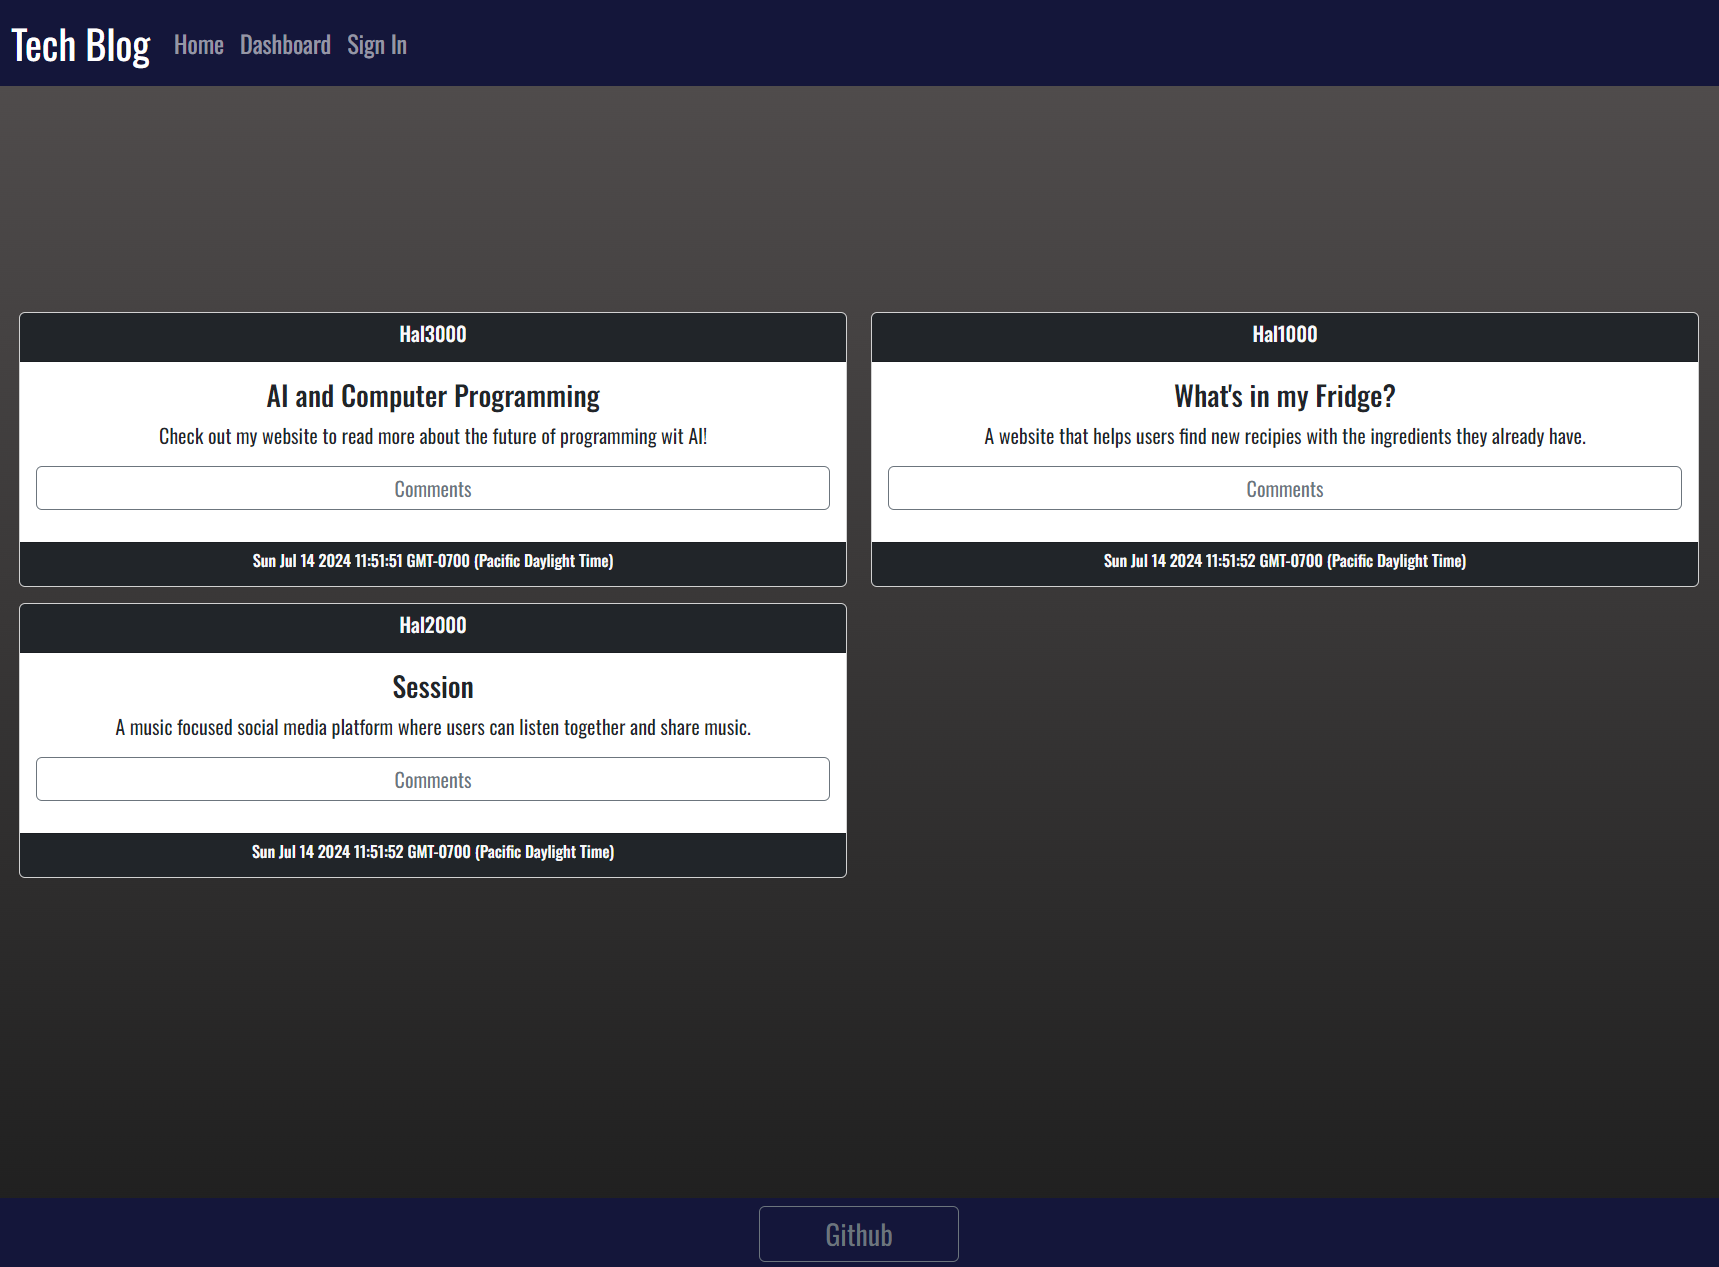 Tech Blog Home Dashboard Sign In
Hal3000
AI and Computer Programming
Check out my website to read more about the future of programming wit AI!
Comments
Sun Jul 14 2024 11:51:51 GMT-0700 (Pacific Daylight Time)
Hal1000
What's in my Fridge?
A website that helps users find new recipies with the ingredients they already have.
Comments
Sun Jul 14 2024 11:51:52 GMT-0700 (Pacific Daylight Time)
Hal2000
Session
A music focused social media platform where users can listen together and share music.
Comments
Sun Jul 14 2024 11:51:52 GMT-0700 (Pacific Daylight Time)
Github